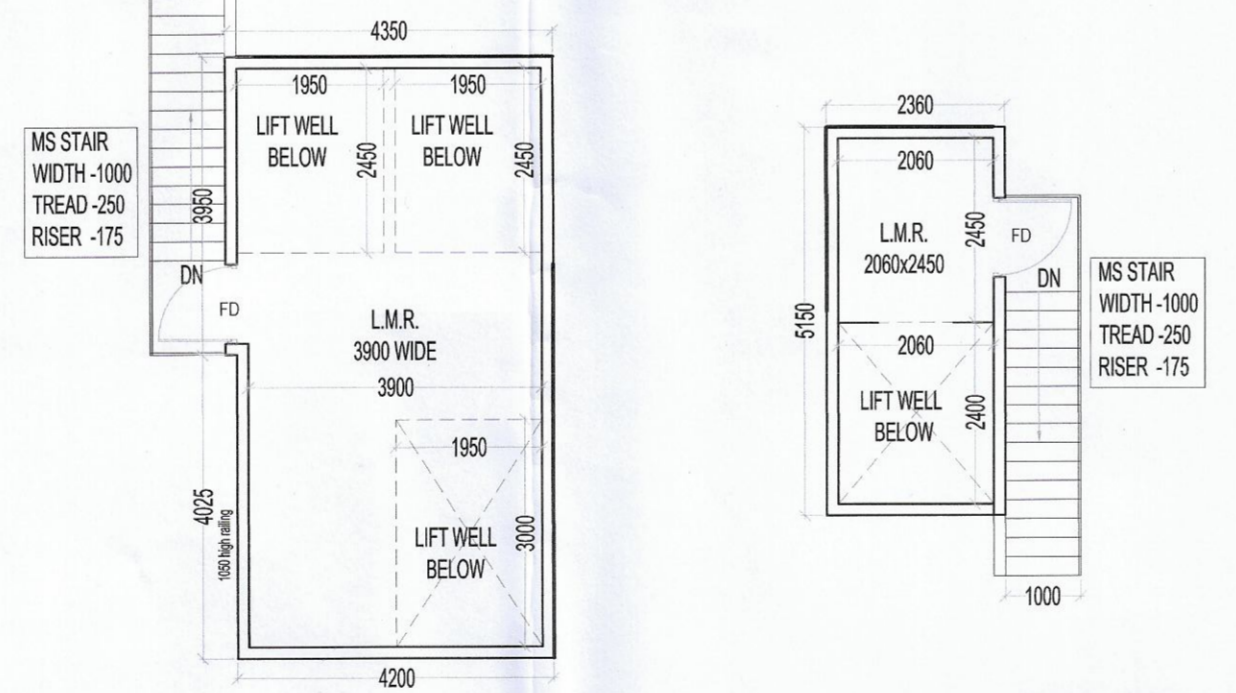 4350
1950
1950
LIFT WELL
BELOW
LIFT WELL
BELOW
2450
2450
MS STAIR
WIDTH -1000
TREAD -250
RISER -175
3950
DN
FD
L.M.R.
3900 WIDE
3900
1950
4025
1050 high railing
LIFT WELL
BELOW
3000
4200
2360
2060
2450
L.M.R.
2060x2450
FD
DN
MS STAIR
WIDTH -1000
TREAD -250
RISER -175
5150
2060
LIFT WELL
BELOW
2400
1000